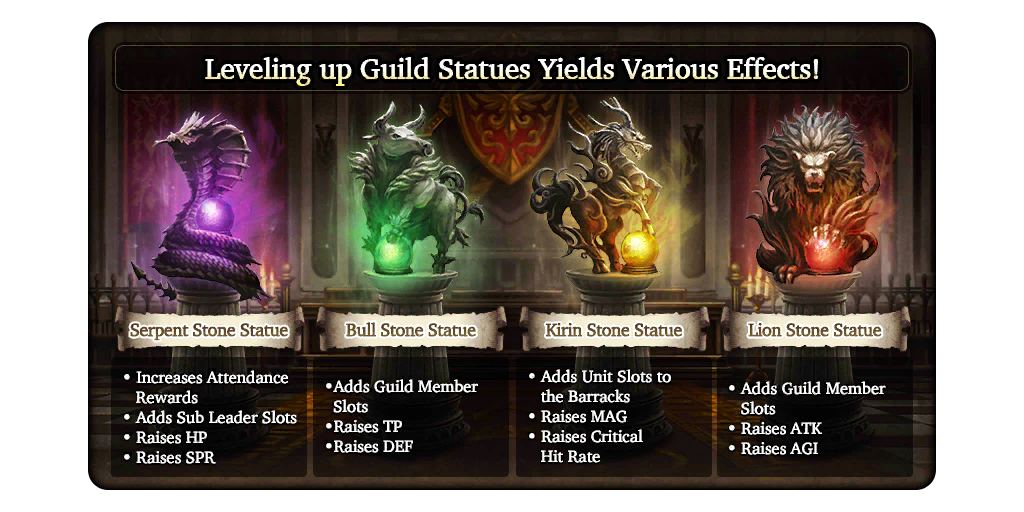 Leveling up Guild Statues Yields Various Effects!
Serpent Stone Statue
• Increases Attendance
Rewards
• Adds Sub Leader Slots
• Raises HP
• Raises SPR
Bull Stone Statue
•Adds Guild Member
Slots
•Raises TP
•Raises DEF
Kirin Stone Statue
• Adds Unit Slots to
the Barracks
• Raises MAG
• Raises Critical
Hit Rate
Lion Stone Statue
• Adds Guild Member
Slots
• Raises ATK
• Raises AGI